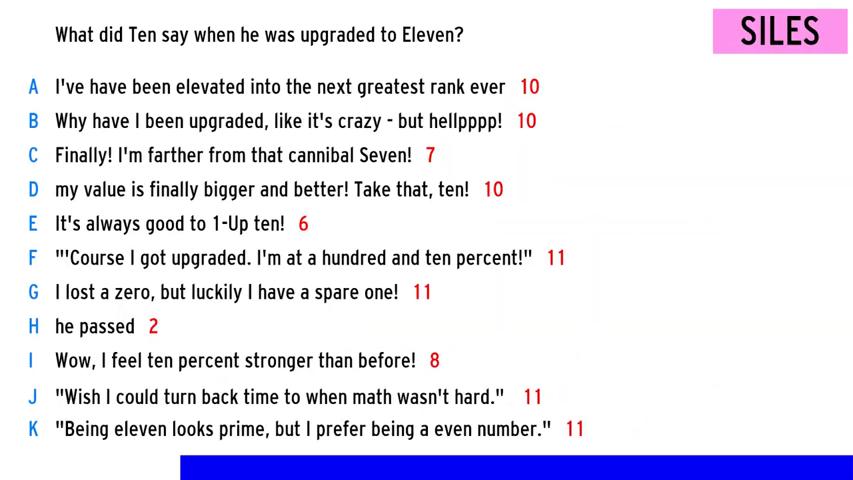 What did Ten say when he was upgraded to Eleven?
SILES
A I've have been elevated into the next greatest rank ever 10
B Why have I been upgraded, like it's crazy - but hellpppp! 10
C Finally! I'm farther from that cannibal Seven! 7
D my value is finally bigger and better! Take that, ten! 10
E It's always good to 1-Up ten! 6
F "'Course I got upgraded. I'm at a hundred and ten percent!" 11
G I lost a zero, but luckily I have a spare one! 11
H he passed 2
I Wow, I feel ten percent stronger than before! 8
J "Wish I could turn back time to when math wasn't hard." 11
K "Being eleven looks prime, but I prefer being a even number." 11